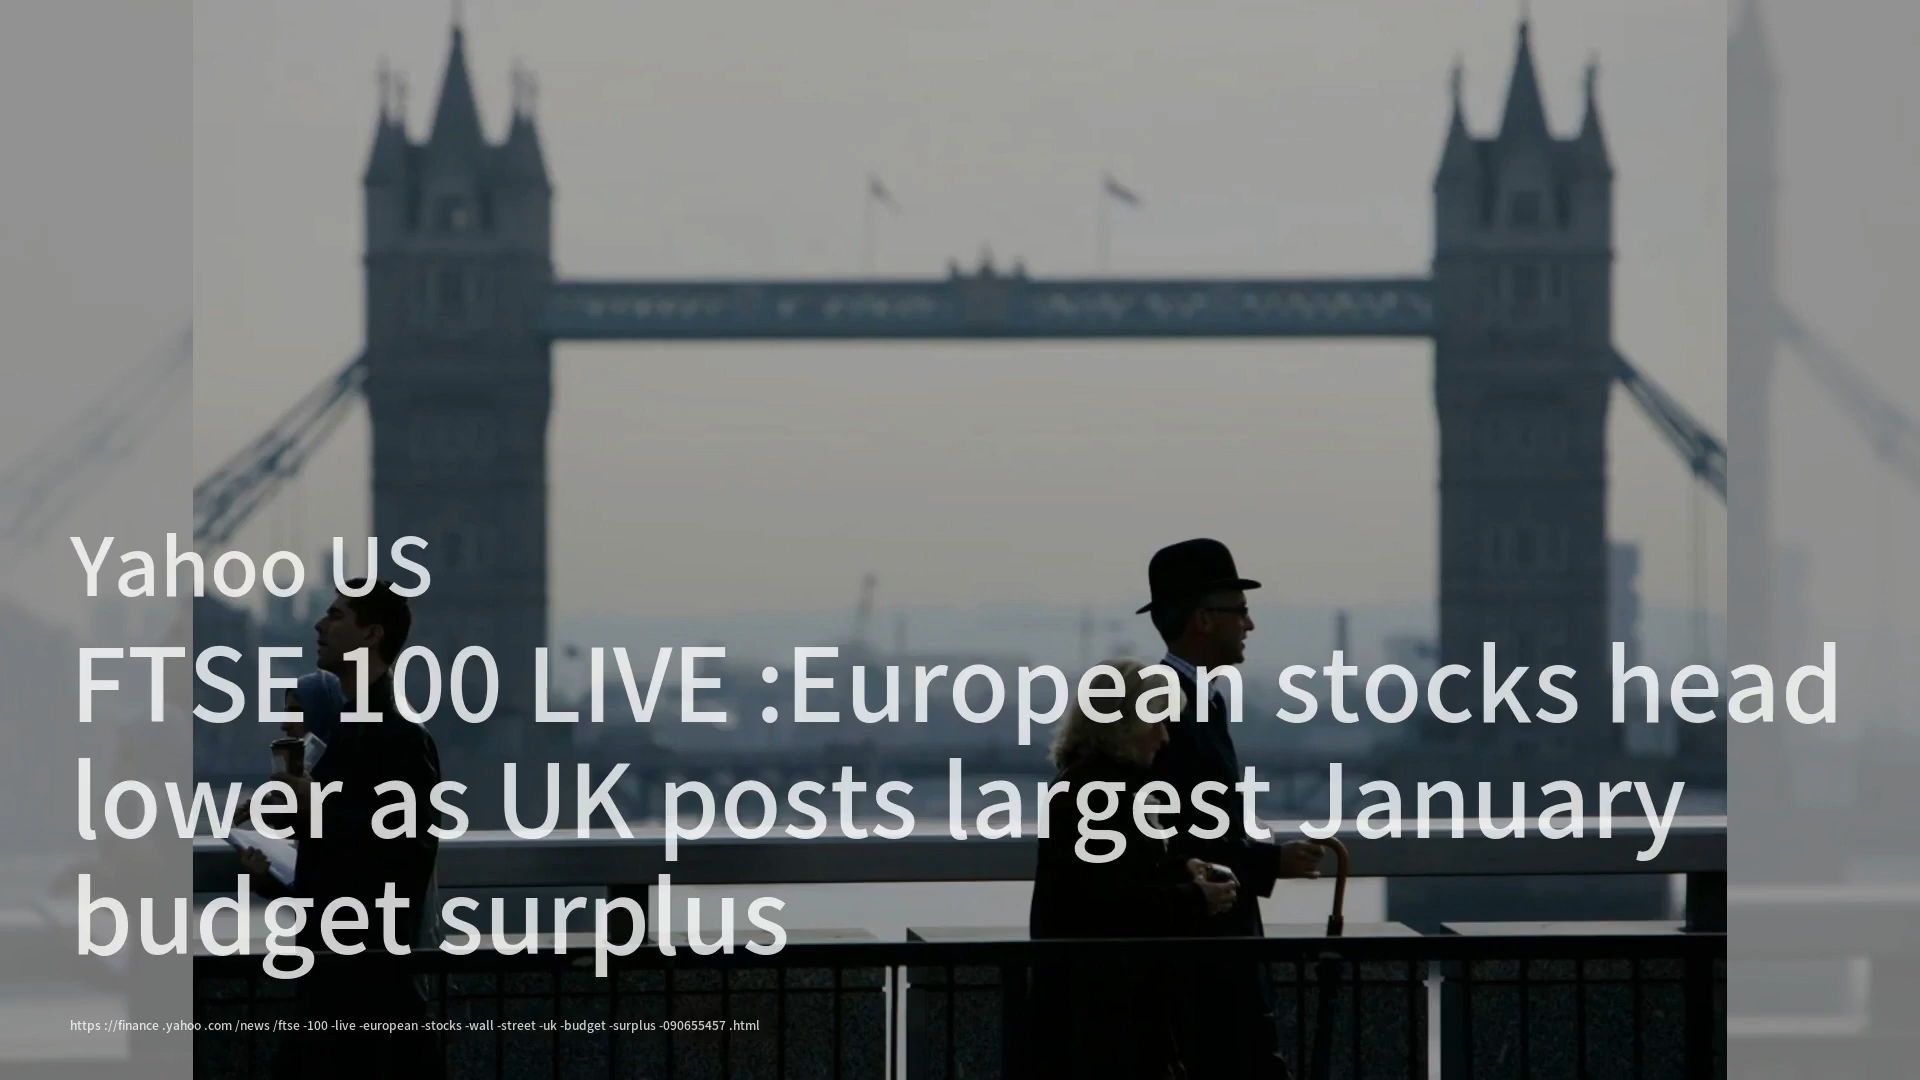 Yahoo US
FTSE 100 LIVE :European stocks head
lower as UK posts largest January
budget surplus
https ://finance .yahoo .com /news /ftse -100 -live -european -stocks -wall -street -uk -budget -surplus -090655457 .html